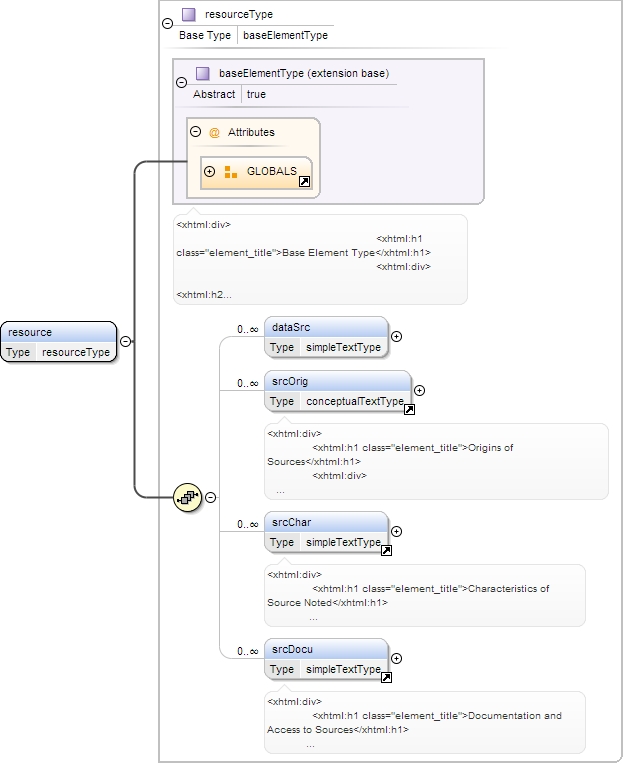 resourceType
Base Type baseElementType
baseElementType (extension base)
Abstract true
@ Attributes
GLOBALS
<xhtml:div>
<xhtml:h1
class="element_title">Base Element Type</xhtml:h1>
<xhtml:div>
<xhtml:h2...
resource
Type resourceType
0..∞ dataSrc
Type simpleTextType
0..∞ srcOrig
Type conceptualTextType
<xhtml:div>
<xhtml:h1 class="element_title">Origins of
Sources</xhtml:h1>
<xhtml:div>
...
0..∞ srcChar
Type simpleTextType
<xhtml:div>
<xhtml:h1 class="element_title">Characteristics of
Source Noted</xhtml:h1>
...
0..∞ srcDocu
Type simpleTextType
<xhtml:div>
<xhtml:h1 class="element_title">Documentation and
Access to Sources</xhtml:h1>
...